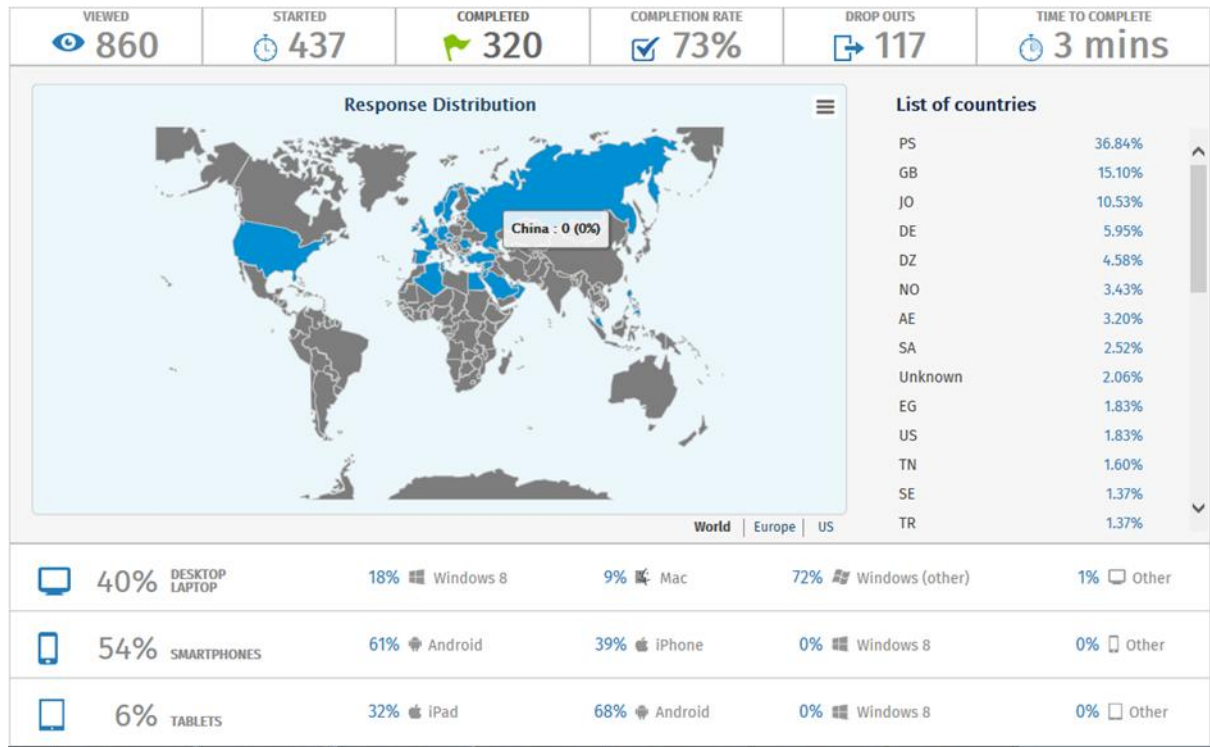 VIEWED STARTED COMPLETED COMPLETION RATE DROP OUTS TIME TO COMPLETE
860 437 320 73% 117 3 mins
Response Distribution
China : 0 (0%)
World | Europe | US
List of countries
PS 36.84%
GB 15.10%
JO 10.53%
DE 5.95%
DZ 4.58%
NO 3.43%
AE 3.20%
SA 2.52%
Unknown 2.06%
EG 1.83%
US 1.83%
TN 1.60%
SE 1.37%
TR 1.37%
40% DESKTOP LAPTOP 18% Windows 8 9% Mac 72% Windows (other) 1% Other
54% SMARTPHONES 61% Android 39% iPhone 0% Windows 8 0% Other
6% TABLETS 32% iPad 68% Android 0% Windows 8 0% Other